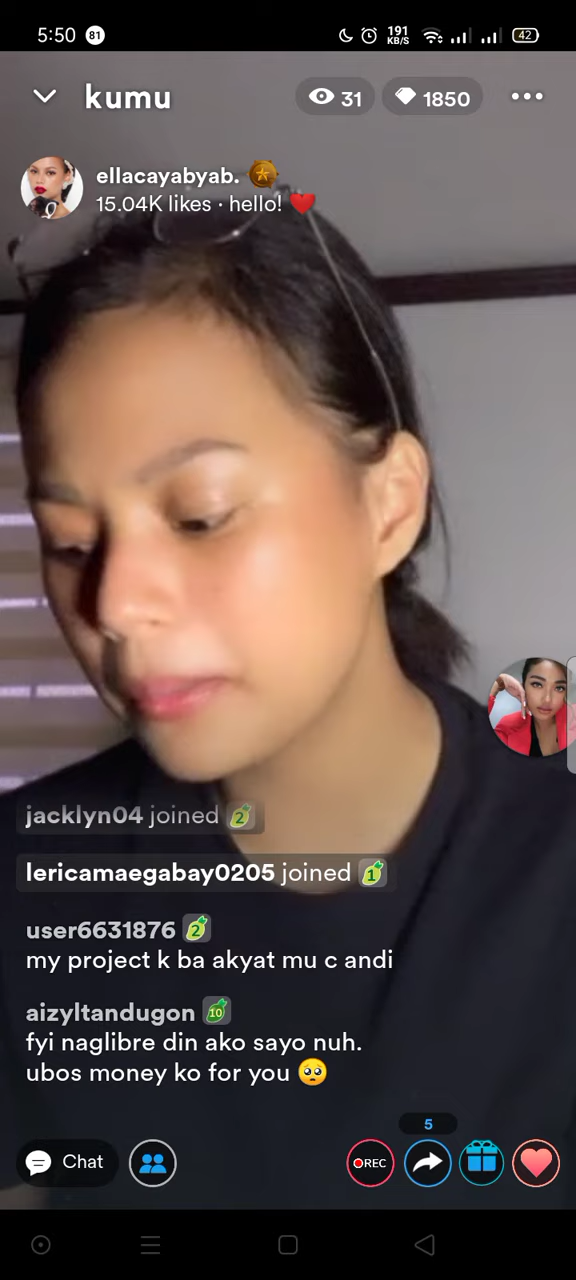 5:50 81 191 KB/S 42
kumu 31 1850
ellacayabyab.
15.04K likes · hello!
jacklyn04 joined 2
lericamaegabay0205 joined 1
user6631876 2
my project k ba akyat mu c andi
aizyltandugon 10
fyi naglibre din ako sayo nuh.
ubos money ko for you
5
Chat REC